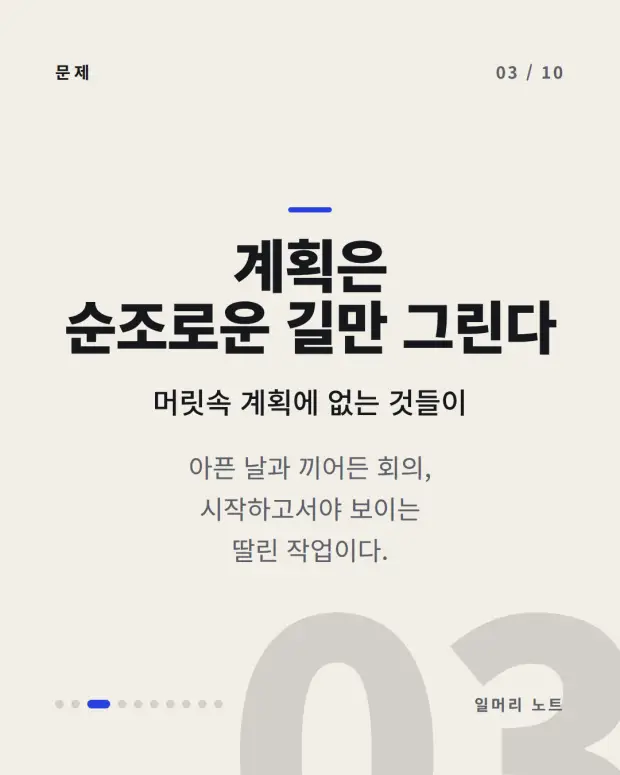 문제
03 / 10
계획은
순조로운 길만 그린다
머릿속 계획에 없는 것들이
아픈 날과 끼어든 회의,
시작하고서야 보이는
딸린 작업이다.
03
일머리 노트